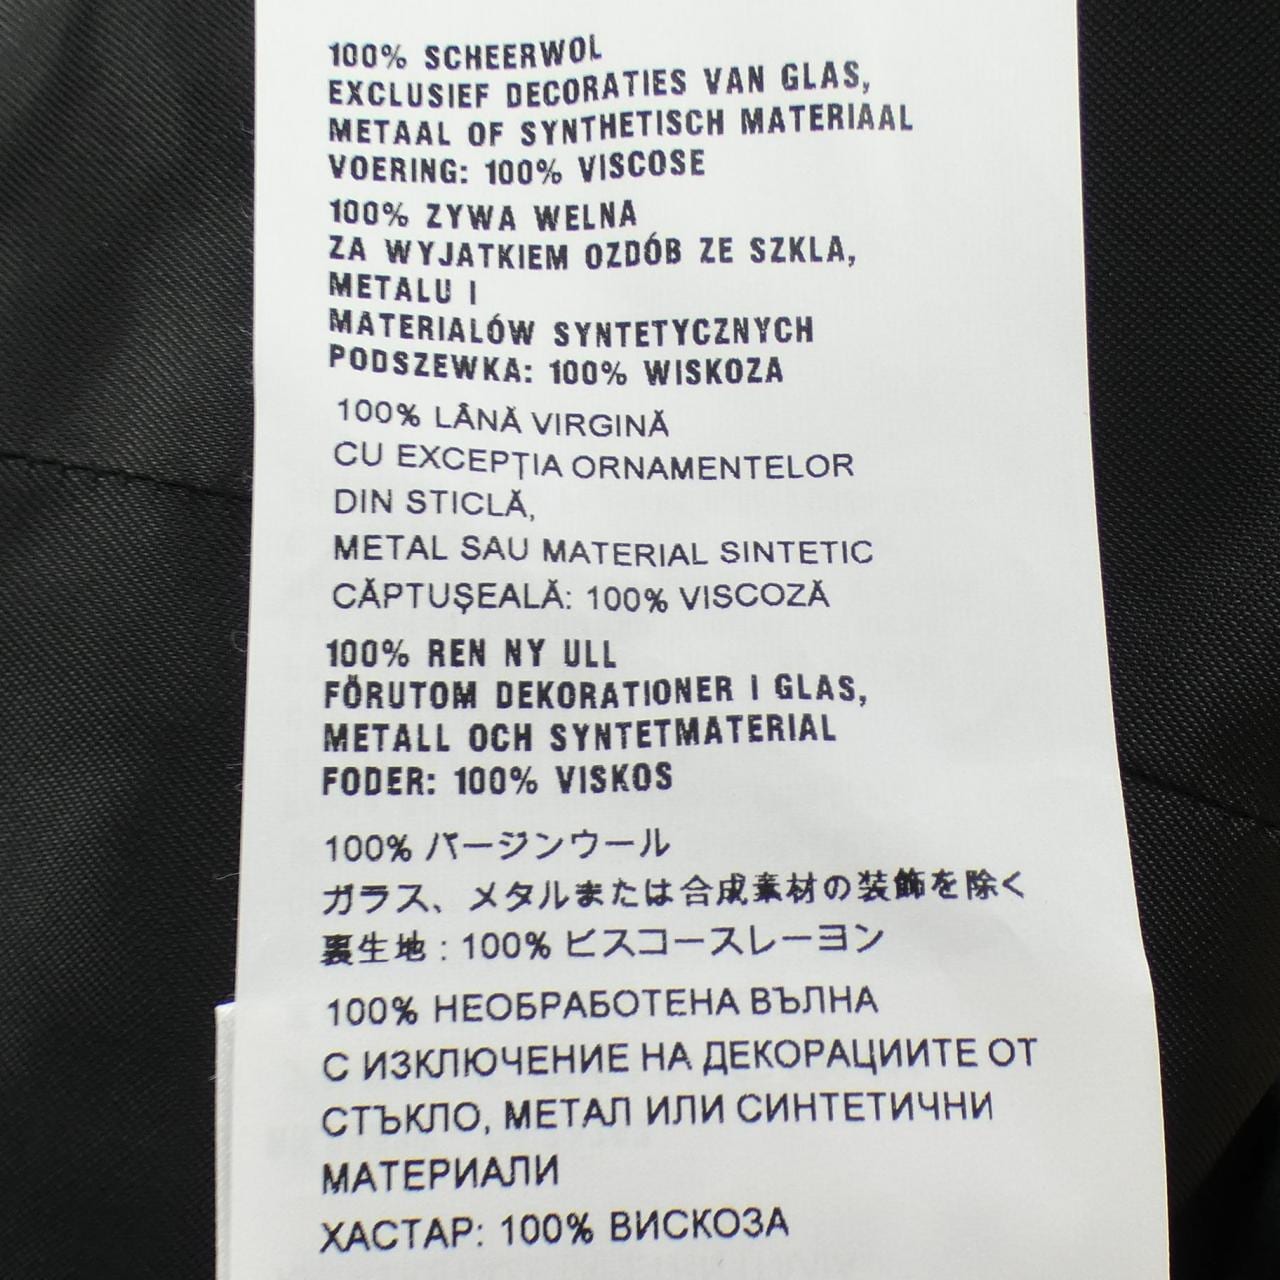 100% SCHEERWOL
EXCLUSIEF DECORATIES VAN GLAS,
METAAL OF SYNTHETISCH MATERIAAL
VOERING: 100% VISCOSE
100% ZYWA WELNA
ZA WYJATKIEM OZDÓB ZE SZKLA,
METALU I
MATERIALÓW SYNTETYCZNYCH
PODSZEWKA: 100% WISKOZA
100% LÂNĂ VIRGINĂ
CU EXCEPȚIA ORNAMENTELOR
DIN STICLĂ,
METAL SAU MATERIAL SINTETIC
CĂPTUȘEALĂ: 100% VISCOZĂ
100% REN NY ULL
FÖRUTOM DEKORATIONER I GLAS,
METALL OCH SYNTETMATERIAL
FODER: 100% VISKOS
100% バージンウール
ガラス、メタルまたは合成素材の装飾を除く
裏生地 : 100% ビスコースレーヨン
100% НЕОБРАБОТЕНА ВЪЛНА
С ИЗКЛЮЧЕНИЕ НА ДЕКОРАЦИИТЕ ОТ
СТЪКЛО, МЕТАЛ ИЛИ СИНТЕТИЧНИ
МАТЕРИАЛИ
ХАСТАР: 100% ВИСКОЗА